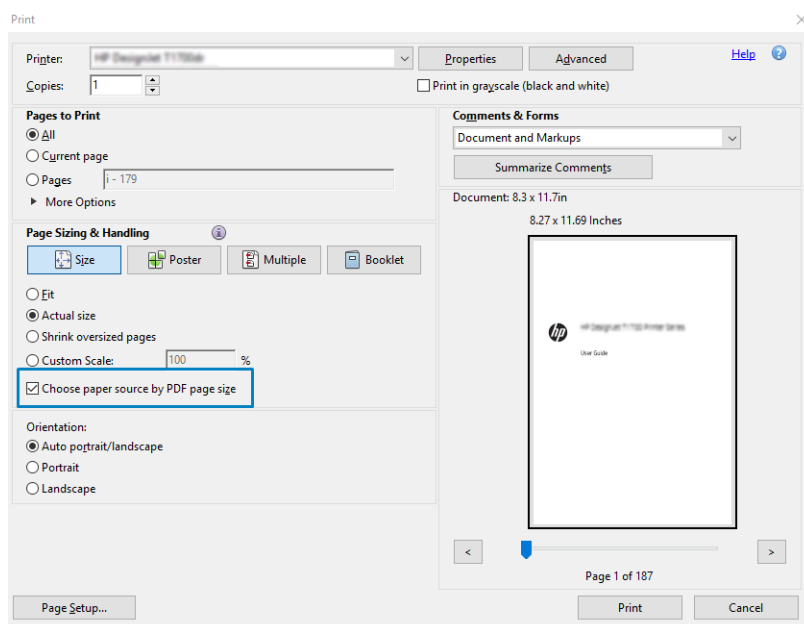 Print
Printer:
Properties
Advanced
Help
Copies:
1
Print in grayscale (black and white)
Pages to Print
All
Current page
Pages
i - 179
More Options
Comments & Forms
Document and Markups
Summarize Comments
Page Sizing & Handling
Size
Poster
Multiple
Booklet
Fit
Actual size
Shrink oversized pages
Custom Scale:
100
%
Choose paper source by PDF page size
Orientation:
Auto portrait/landscape
Portrait
Landscape
Document: 8.3 x 11.7in
8.27 x 11.69 Inches
hp
User Guide
<
>
Page 1 of 187
Page Setup...
Print
Cancel